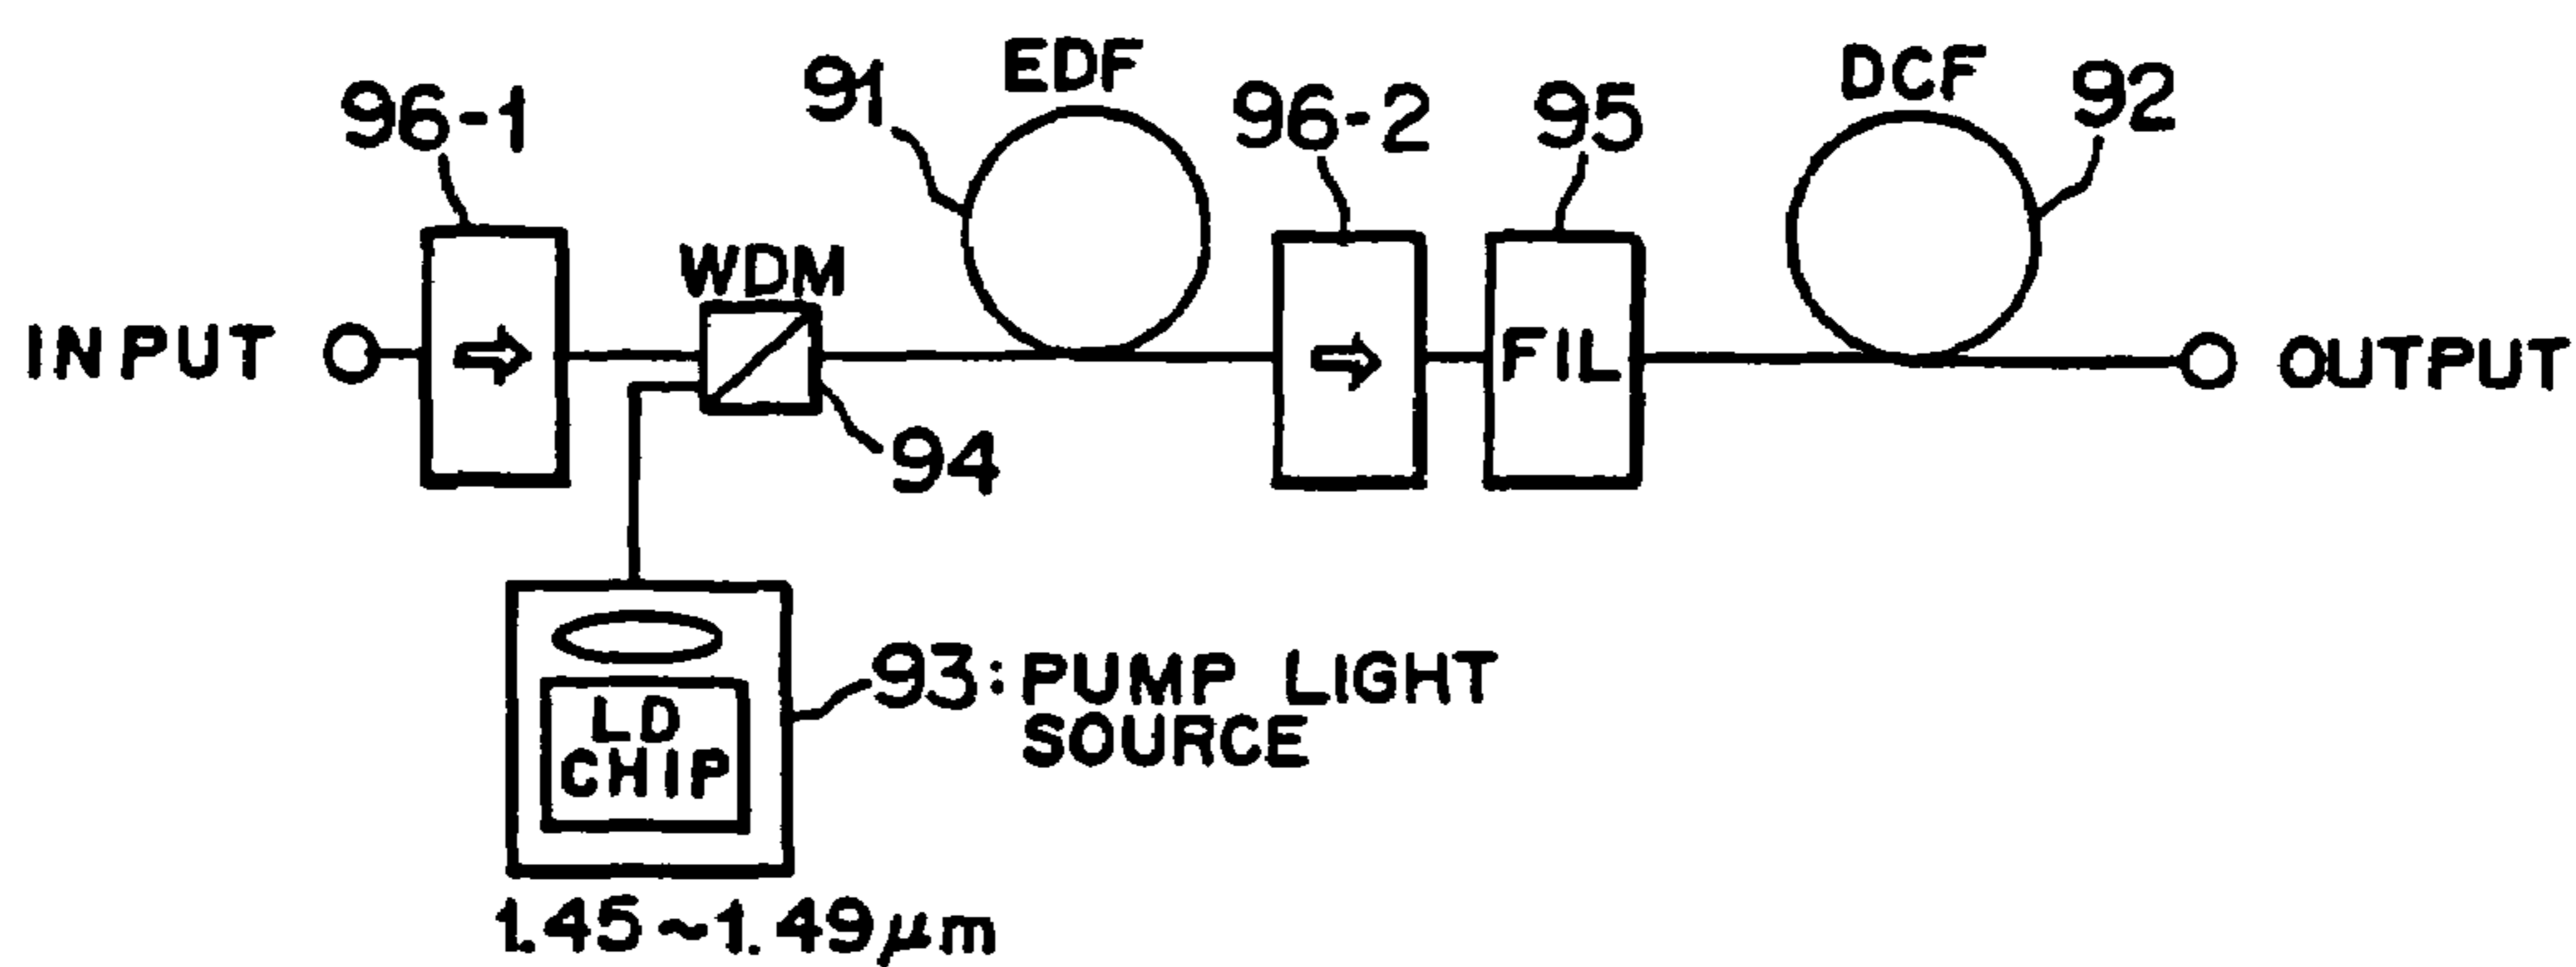 EDF
DCF
91
92
96-1
96-2
95
WDM
INPUT
FIL
OUTPUT
94
93: PUMP LIGHT
SOURCE
LD
CHIP
1.45~1.49μm